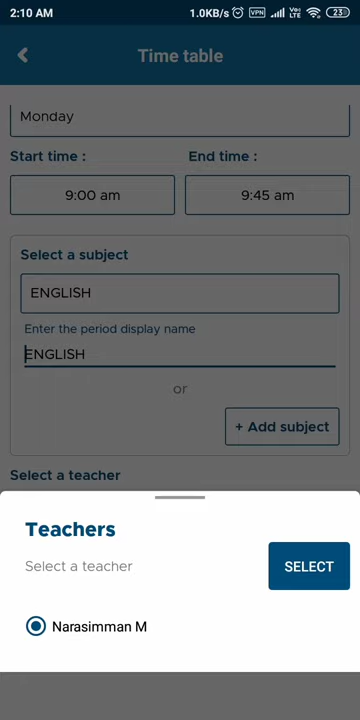 2:10 AM 1.0KB/s VPN Vo) LTE 23
Time table
Monday
Start time : End time :
9:00 am 9:45 am
Select a subject
ENGLISH
Enter the period display name
ENGLISH
or
+ Add subject
Select a teacher
Teachers
Select a teacher
SELECT
Narasimman M